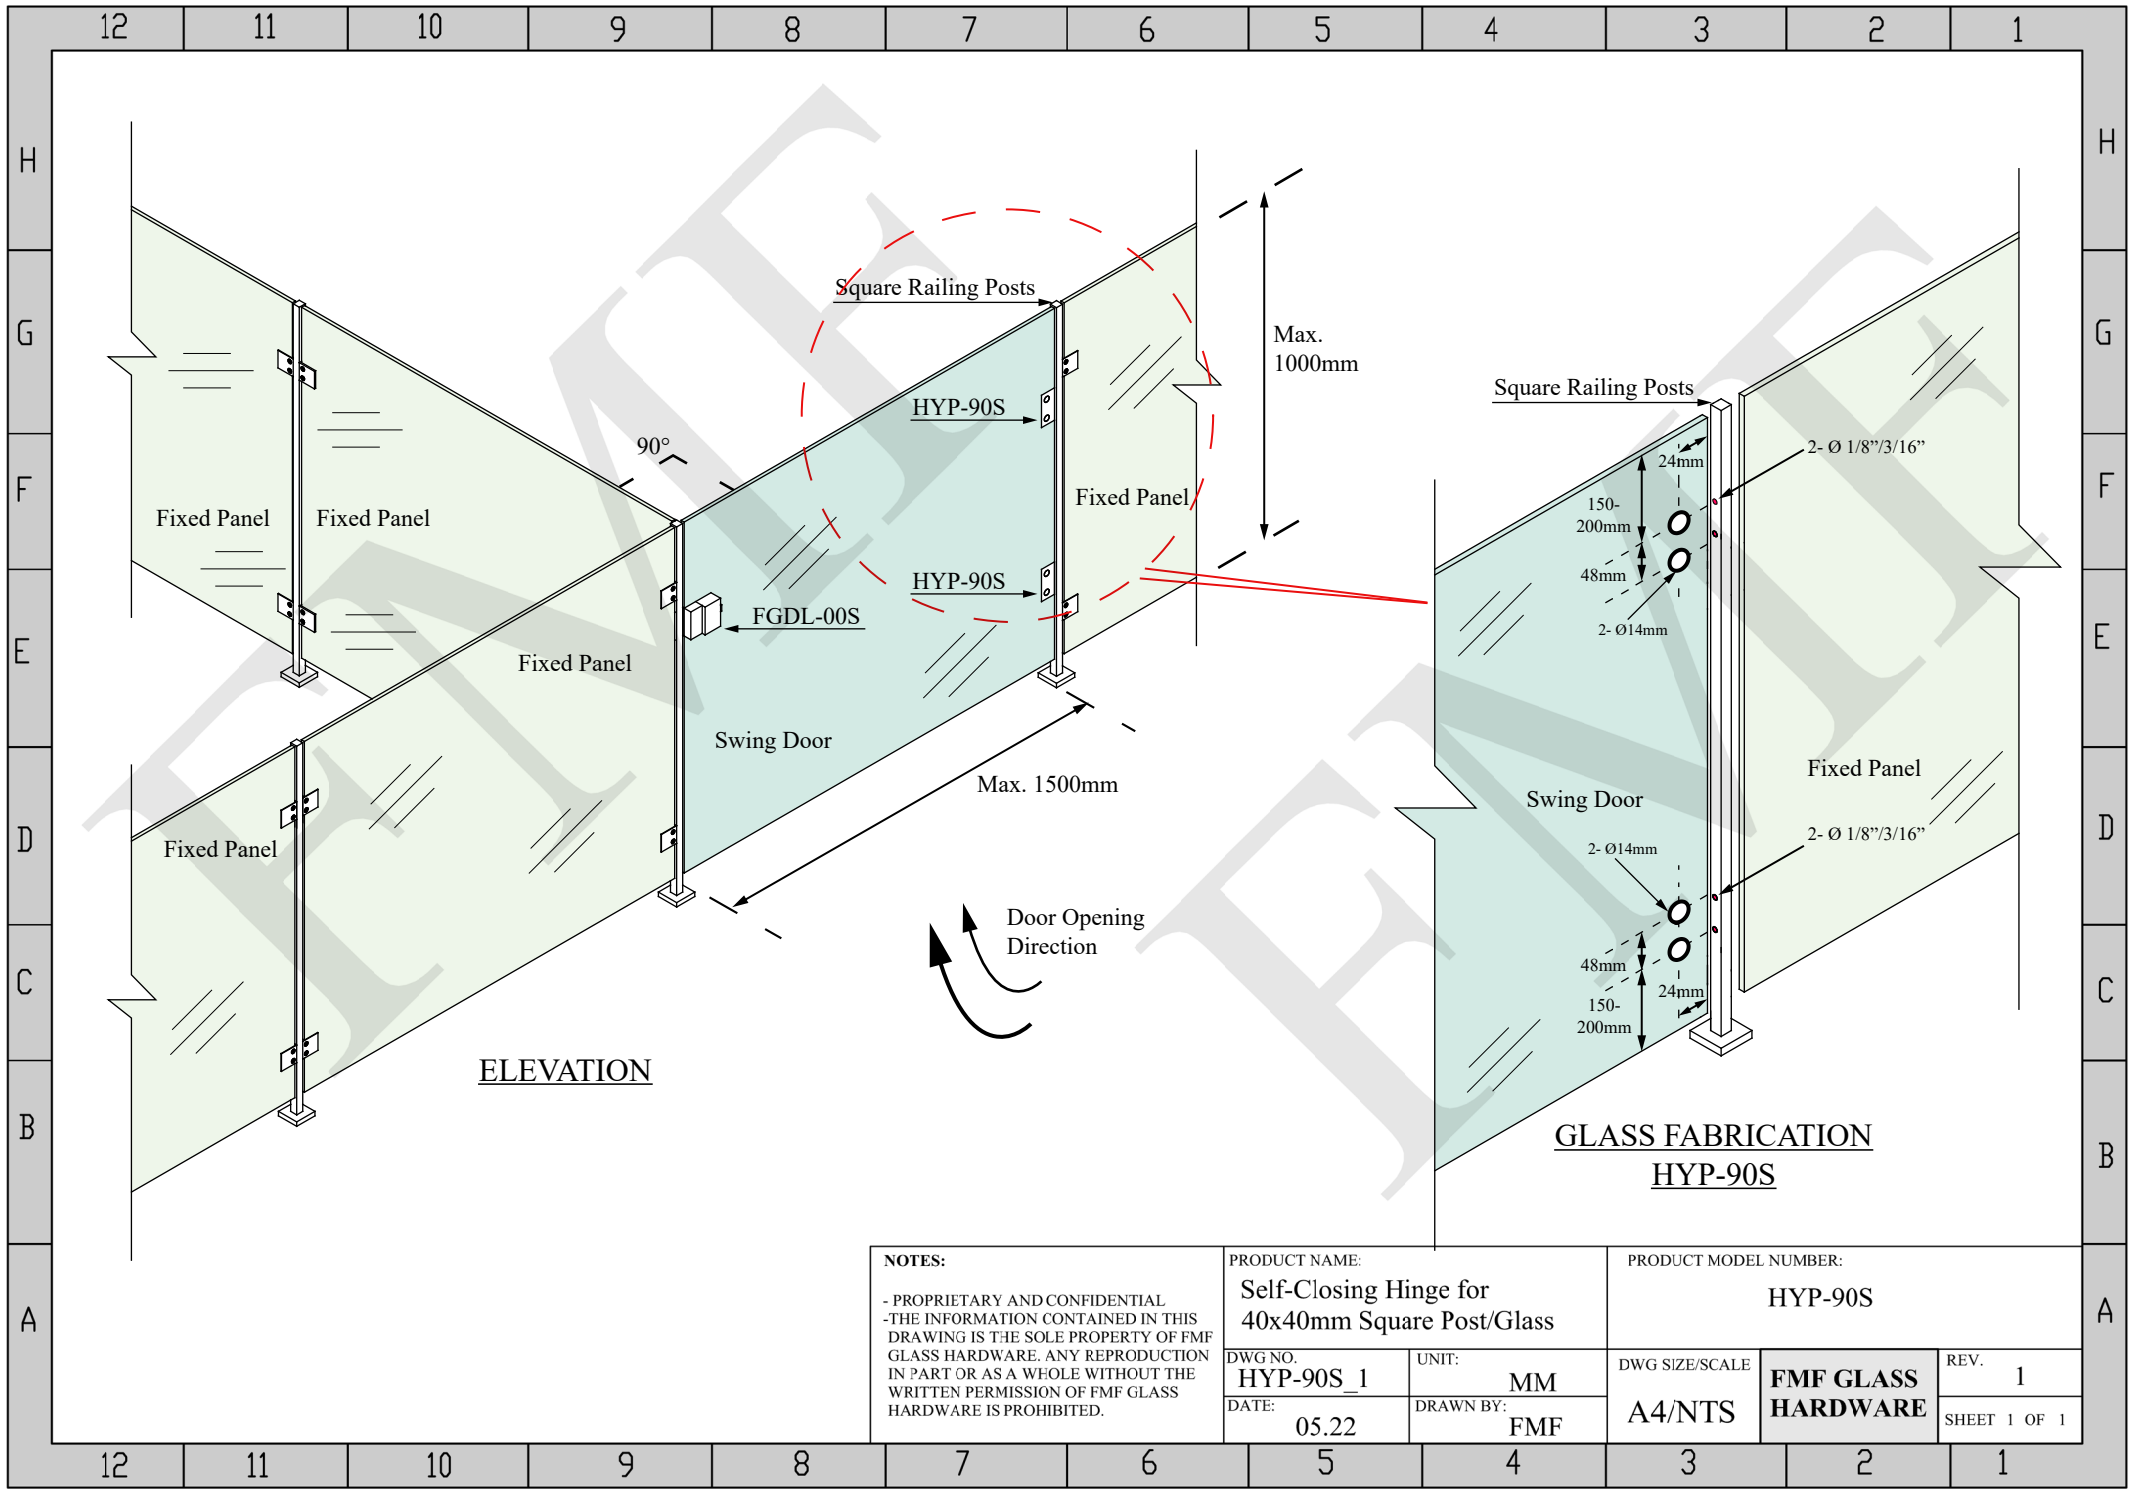 12 11 10 9 8 7 6 5 4 3 2 1
H
G
F
E
D
C
B
A
H
G
F
E
D
C
B
A
FMF
FMF
Square Railing Posts
HYP-90S
HYP-90S
FGDL-00S
90°
Max.
1000mm
Fixed Panel
Fixed Panel
Fixed Panel
Fixed Panel
Fixed Panel
Swing Door
Max. 1500mm
Door Opening
Direction
ELEVATION
Square Railing Posts
24mm
2- Ø 1/8”/3/16”
150-
200mm
48mm
2- Ø14mm
Fixed Panel
Swing Door
2- Ø 1/8”/3/16”
2- Ø14mm
48mm
24mm
150-
200mm
GLASS FABRICATION
HYP-90S
NOTES:
- PROPRIETARY AND CONFIDENTIAL
-THE INFORMATION CONTAINED IN THIS
DRAWING IS THE SOLE PROPERTY OF FMF
GLASS HARDWARE. ANY REPRODUCTION
IN PART OR AS A WHOLE WITHOUT THE
WRITTEN PERMISSION OF FMF GLASS
HARDWARE IS PROHIBITED.
PRODUCT NAME:
Self-Closing Hinge for
40x40mm Square Post/Glass
PRODUCT MODEL NUMBER:
HYP-90S
DWG NO.
HYP-90S_1
UNIT:
MM
DATE:
05.22
DRAWN BY:
FMF
DWG SIZE/SCALE
A4/NTS
FMF GLASS
HARDWARE
REV.
1
SHEET 1 OF 1
12 11 10 9 8 7 6 5 4 3 2 1